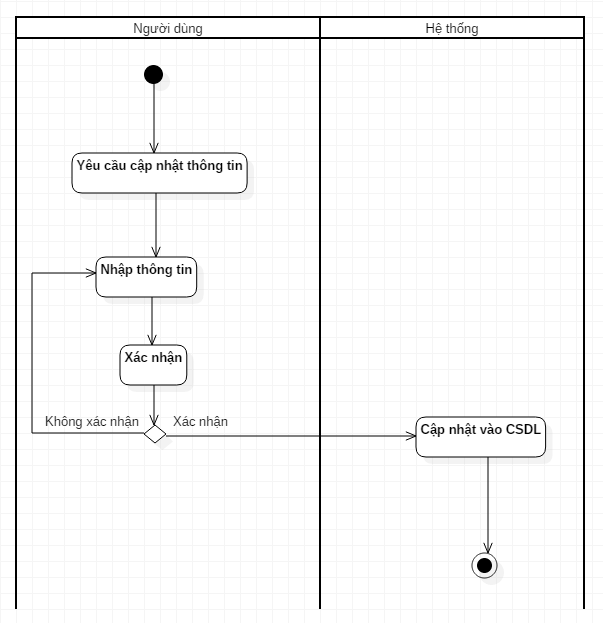 Người dùng
Hệ thống
Yêu cầu cập nhật thông tin
Nhập thông tin
Xác nhận
Không xác nhận
Xác nhận
Cập nhật vào CSDL